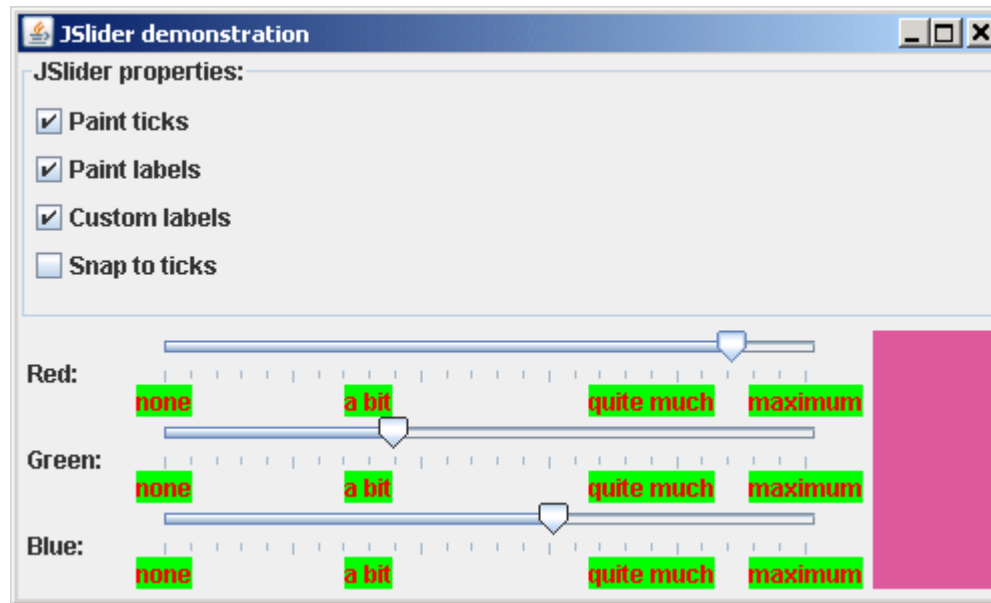 JSlider demonstration
JSlider properties:
Paint ticks
Paint labels
Custom labels
Snap to ticks
Red:
none a bit quite much maximum
Green:
none a bit quite much maximum
Blue:
none a bit quite much maximum